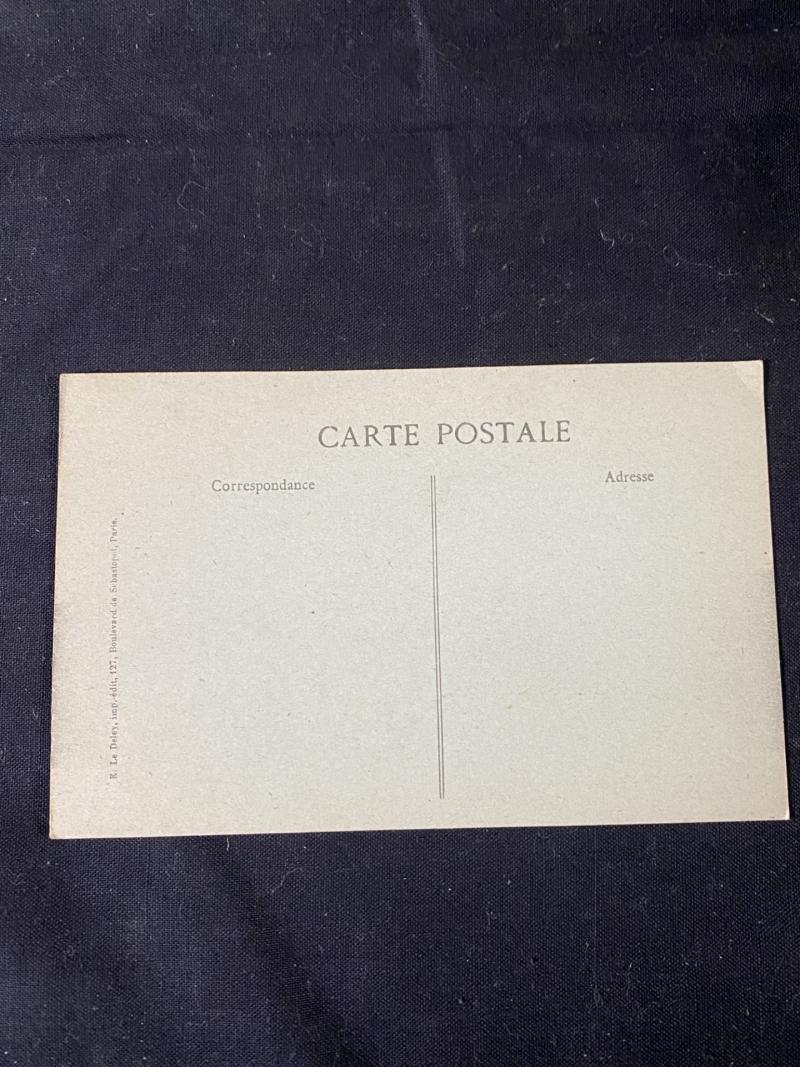 CARTE POSTALE
Correspondance
Adresse
E. Le Deley, imp.-édit, 127, Boulevard de Sébastopol, Paris.